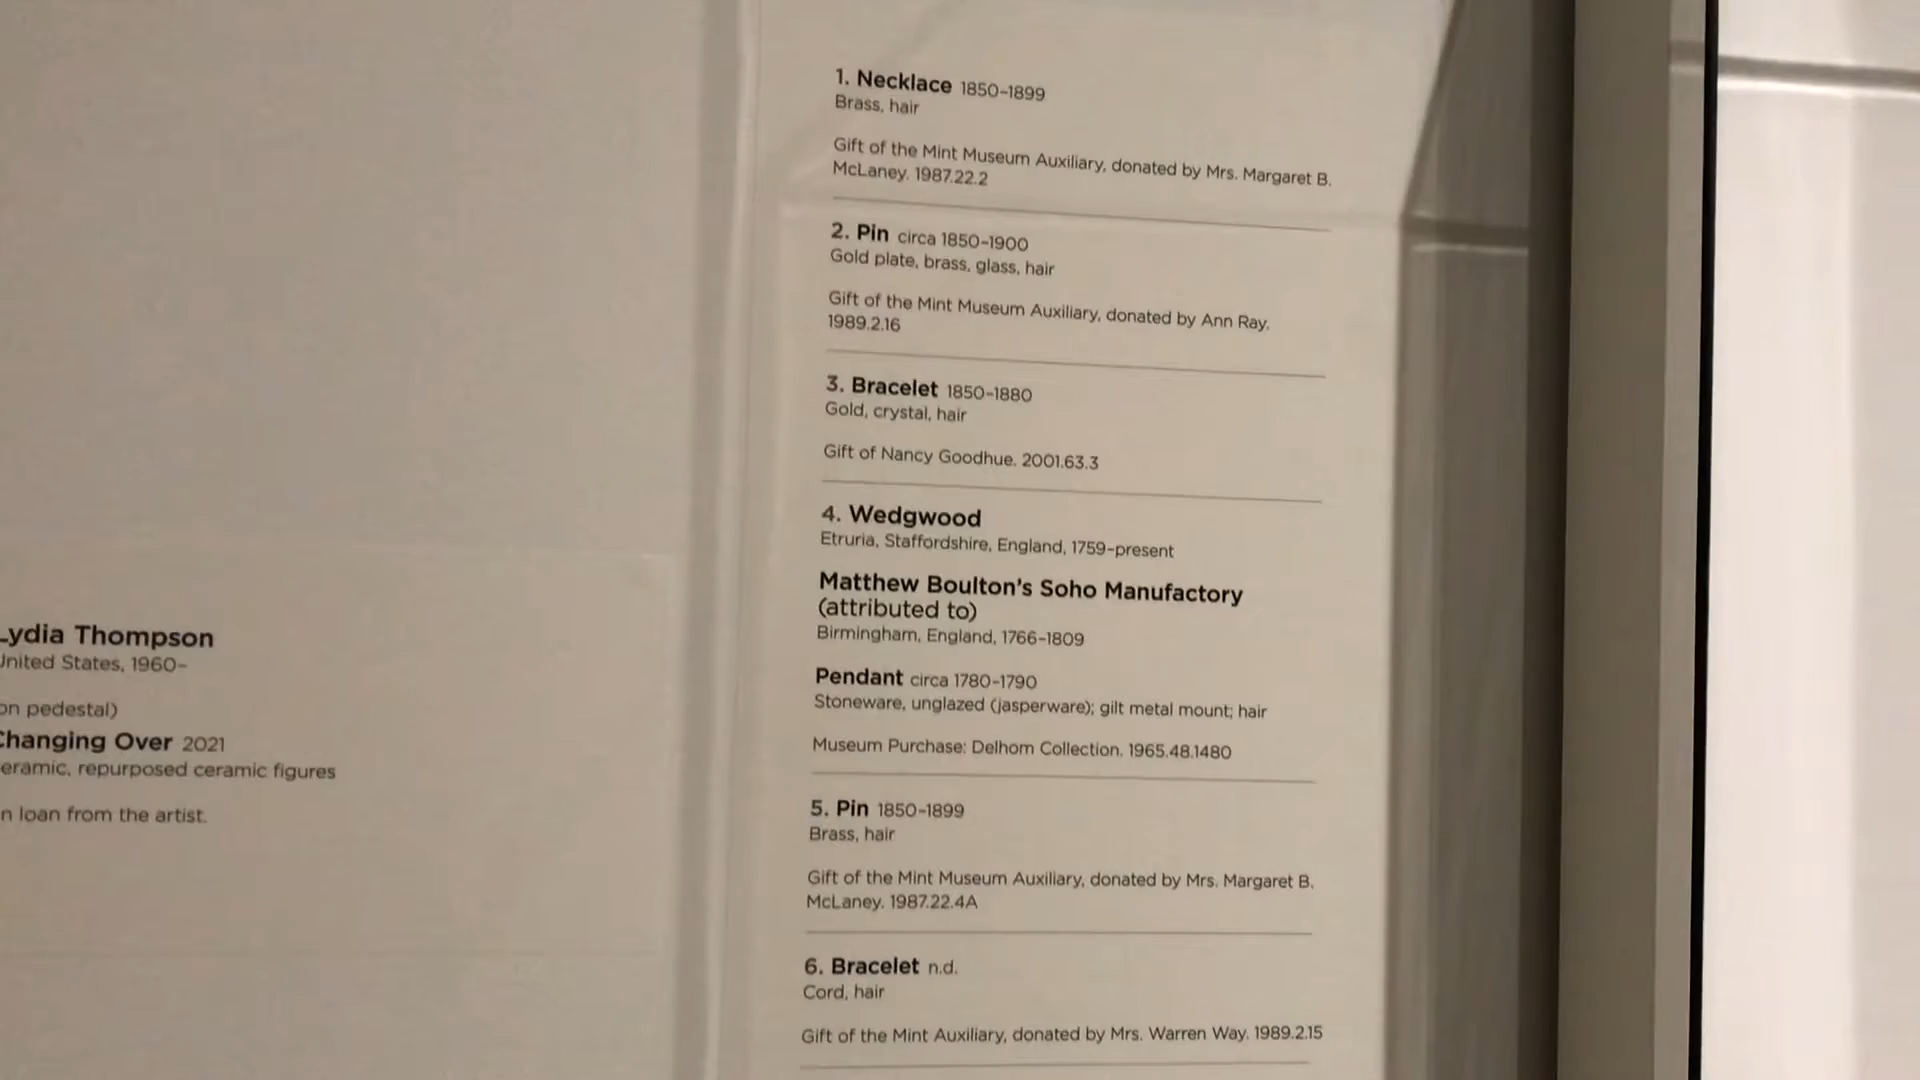 1. Necklace 1850–1899
Brass, hair
Gift of the Mint Museum Auxiliary, donated by Mrs. Margaret B.
McLaney. 1987.22.2
2. Pin circa 1850–1900
Gold plate, brass, glass, hair
Gift of the Mint Museum Auxiliary, donated by Ann Ray.
1989.2.16
3. Bracelet 1850–1880
Gold, crystal, hair
Gift of Nancy Goodhue. 2001.63.3
4. Wedgwood
Etruria, Staffordshire, England, 1759–present
Matthew Boulton's Soho Manufactory
(attributed to)
Birmingham, England, 1766–1809
Pendant circa 1780–1790
Stoneware, unglazed (jasperware); gilt metal mount; hair
Museum Purchase: Delhom Collection. 1965.48.1480
5. Pin 1850–1899
Brass, hair
Gift of the Mint Museum Auxiliary, donated by Mrs. Margaret B.
McLaney. 1987.22.4A
6. Bracelet n.d.
Cord, hair
Gift of the Mint Auxiliary, donated by Mrs. Warren Way. 1989.2.15
Lydia Thompson
United States, 1960–
on pedestal)
Changing Over 2021
eramic, repurposed ceramic figures
n loan from the artist.